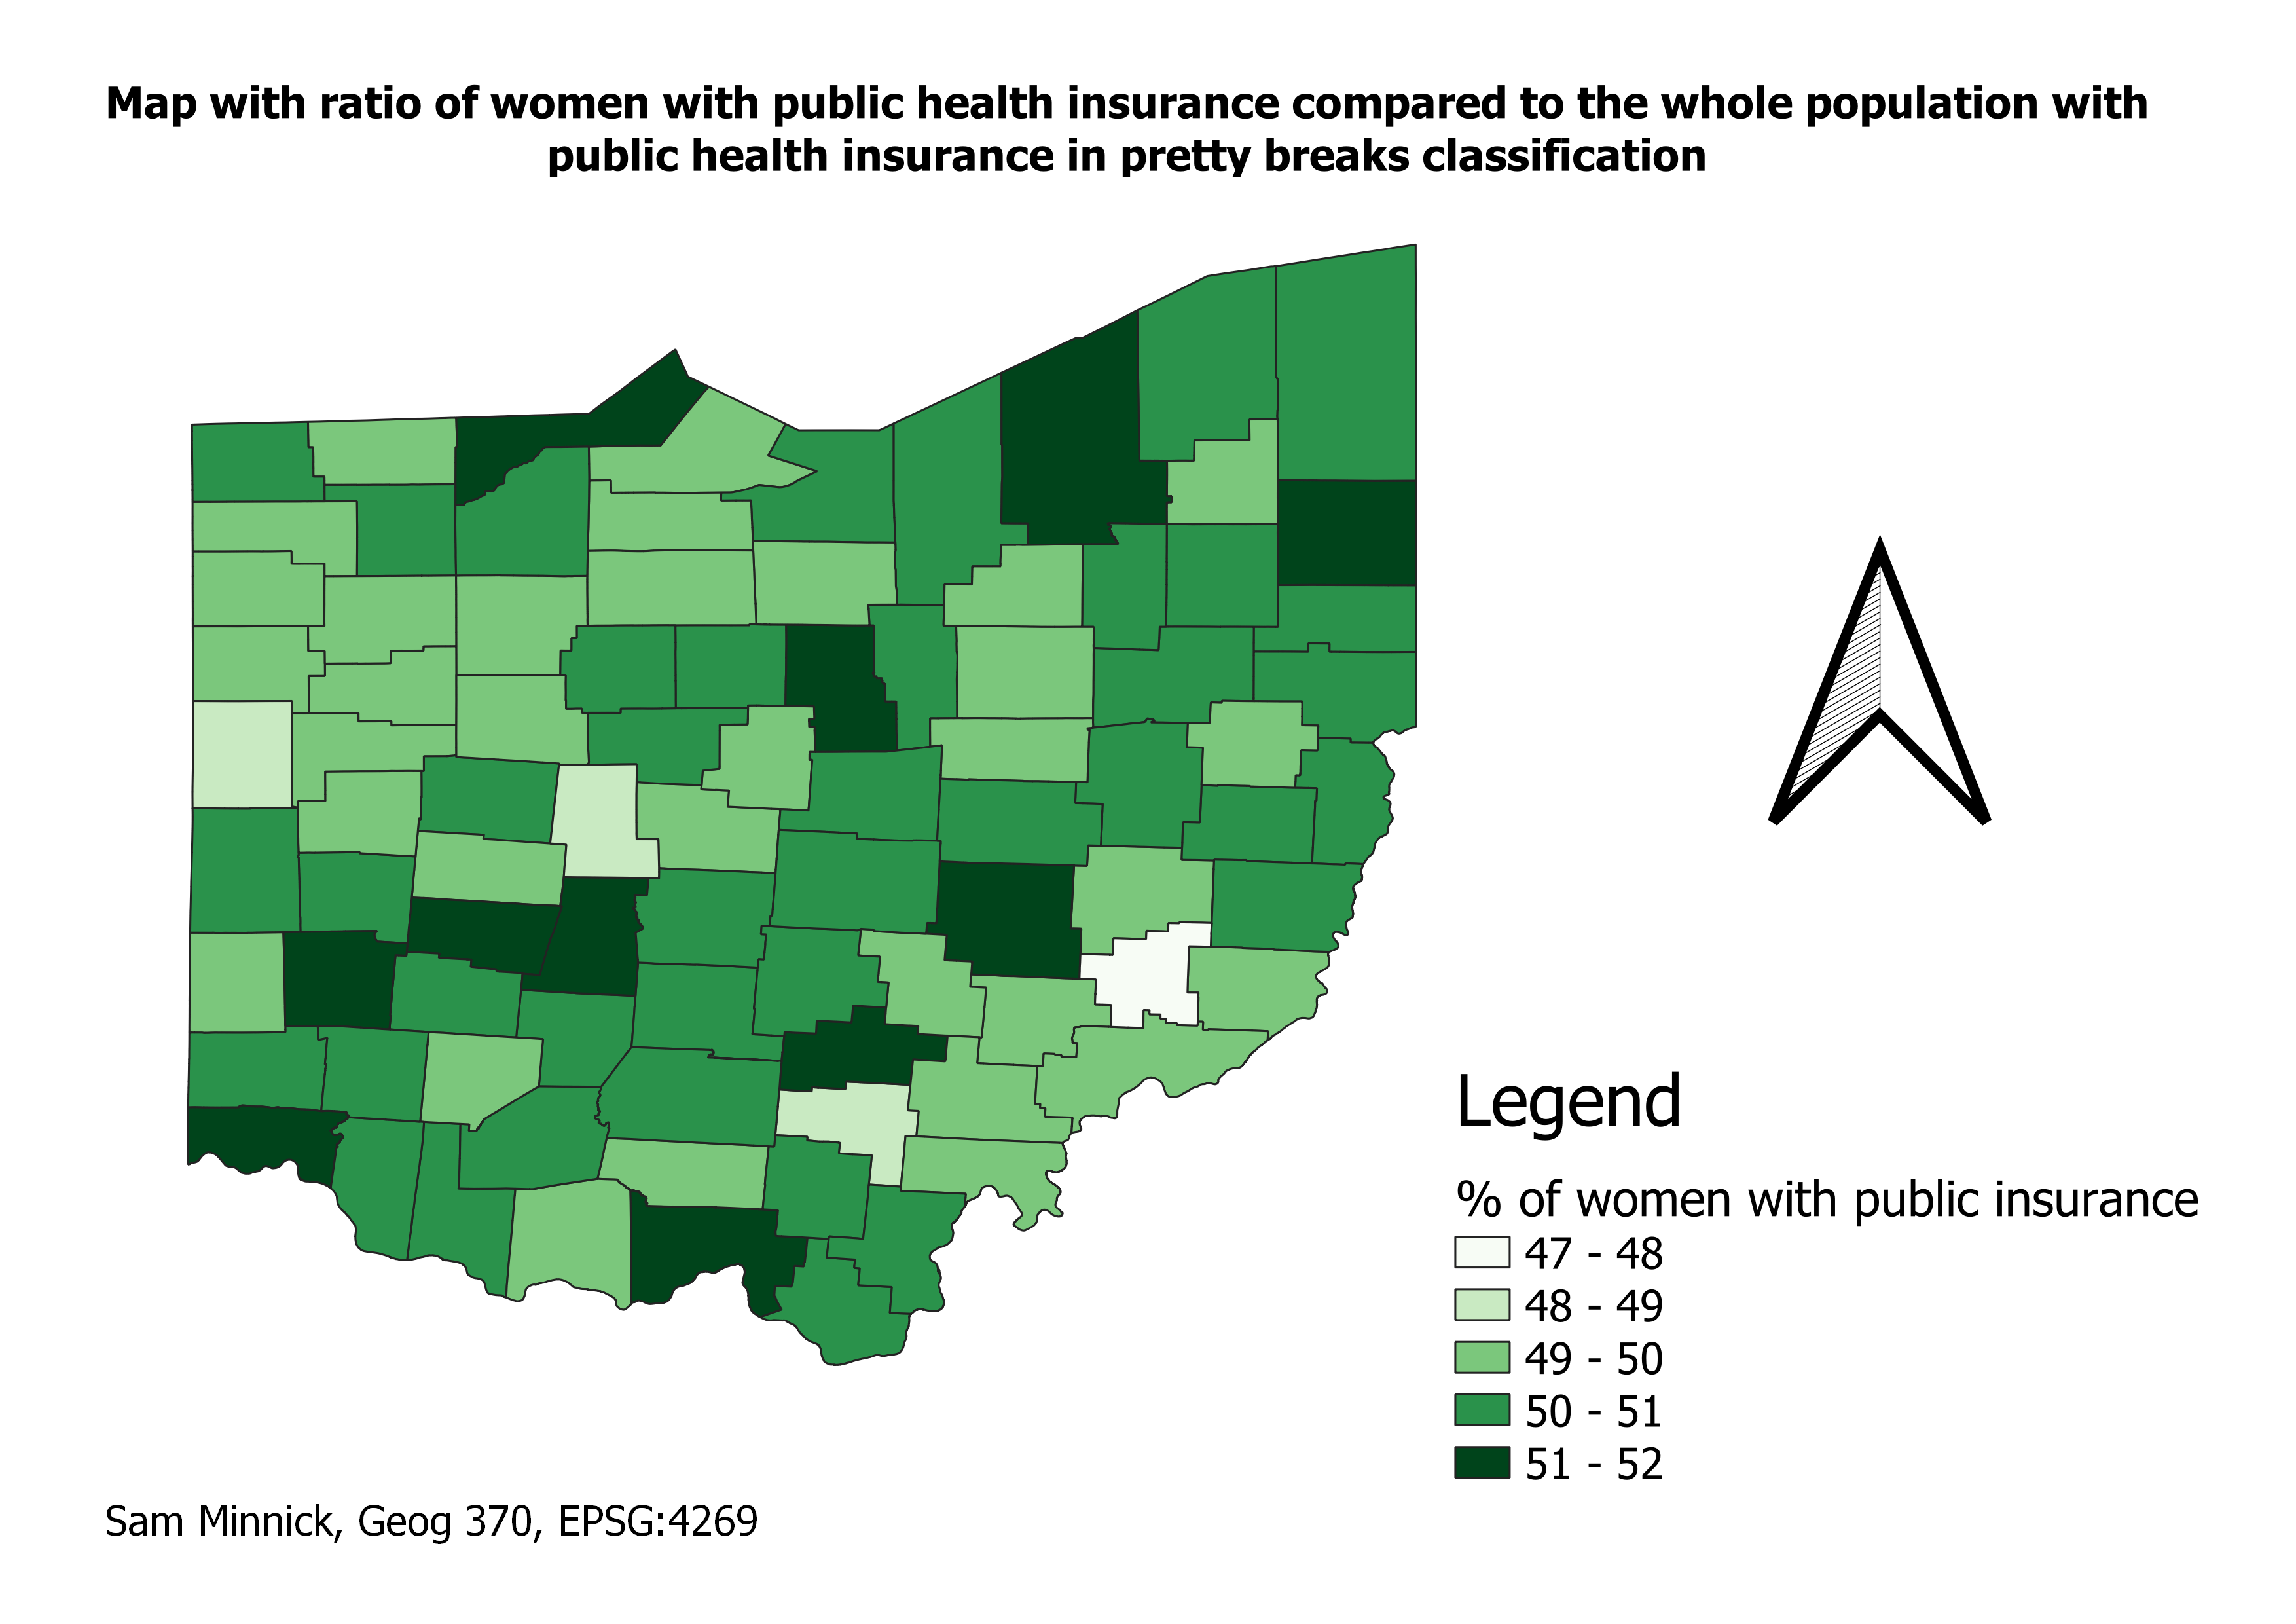 Map with ratio of women with public health insurance compared to the whole population with
public health insurance in pretty breaks classification
Legend
% of women with public insurance
47 - 48
48 - 49
49 - 50
50 - 51
51 - 52
Sam Minnick, Geog 370, EPSG:4269